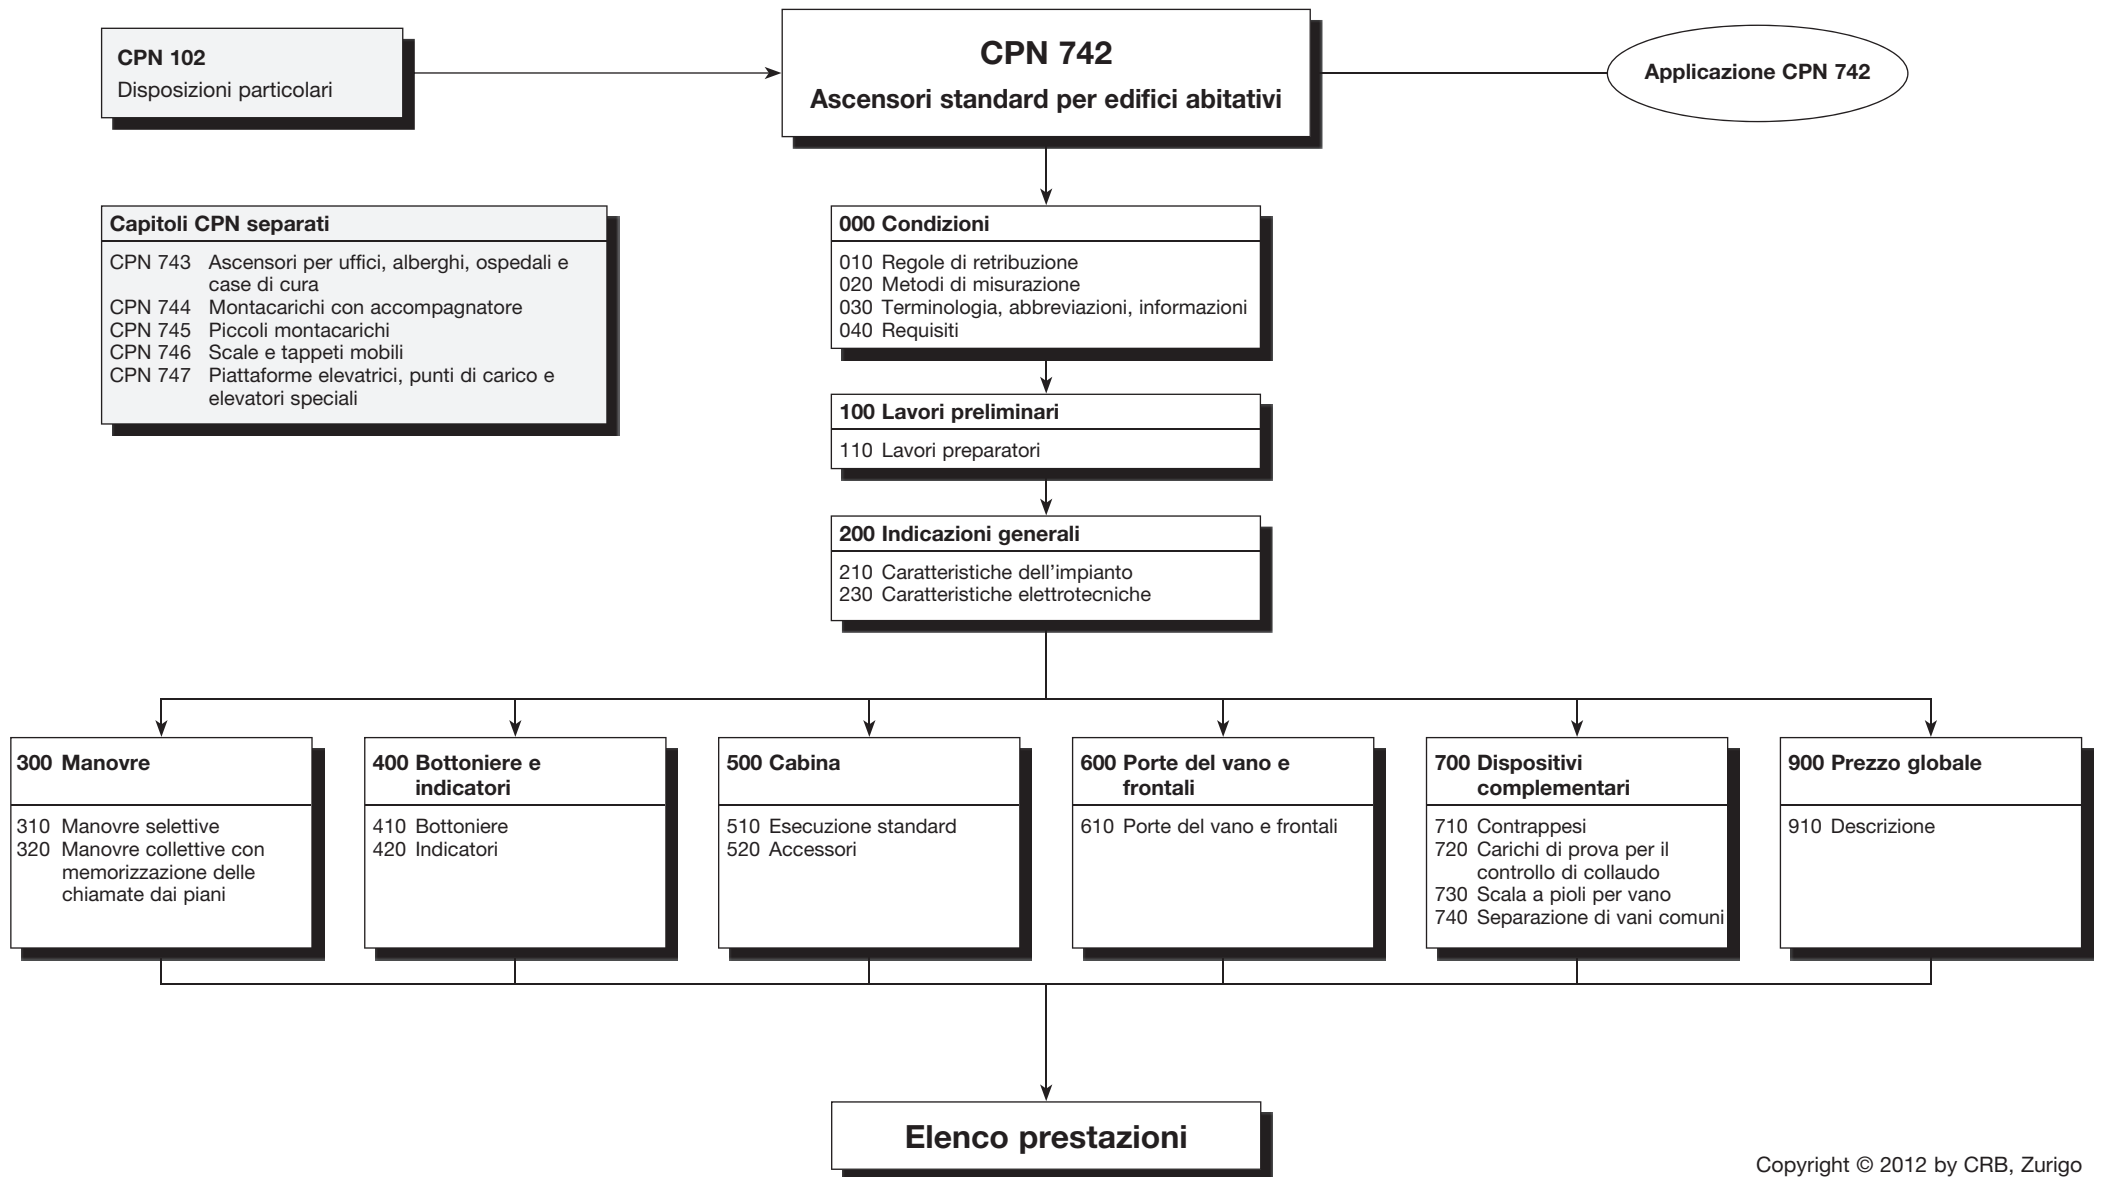 CPN 102
Disposizioni particolari
CPN 742
Ascensori standard per edifici abitativi
Applicazione CPN 742
Capitoli CPN separati
CPN 743 Ascensori per uffici, alberghi, ospedali e
case di cura
CPN 744 Montacarichi con accompagnatore
CPN 745 Piccoli montacarichi
CPN 746 Scale e tappeti mobili
CPN 747 Piattaforme elevatrici, punti di carico e
elevatori speciali
000 Condizioni
010 Regole di retribuzione
020 Metodi di misurazione
030 Terminologia, abbreviazioni, informazioni
040 Requisiti
100 Lavori preliminari
110 Lavori preparatori
200 Indicazioni generali
210 Caratteristiche dell'impianto
230 Caratteristiche elettrotecniche
300 Manovre
310 Manovre selettive
320 Manovre collettive con
memorizzazione delle
chiamate dai piani
400 Bottoniere e
indicatori
410 Bottoniere
420 Indicatori
500 Cabina
510 Esecuzione standard
520 Accessori
600 Porte del vano e
frontali
610 Porte del vano e frontali
700 Dispositivi
complementari
710 Contrappesi
720 Carichi di prova per il
controllo di collaudo
730 Scala a pioli per vano
740 Separazione di vani comuni
900 Prezzo globale
910 Descrizione
Elenco prestazioni
Copyright © 2012 by CRB, Zurigo